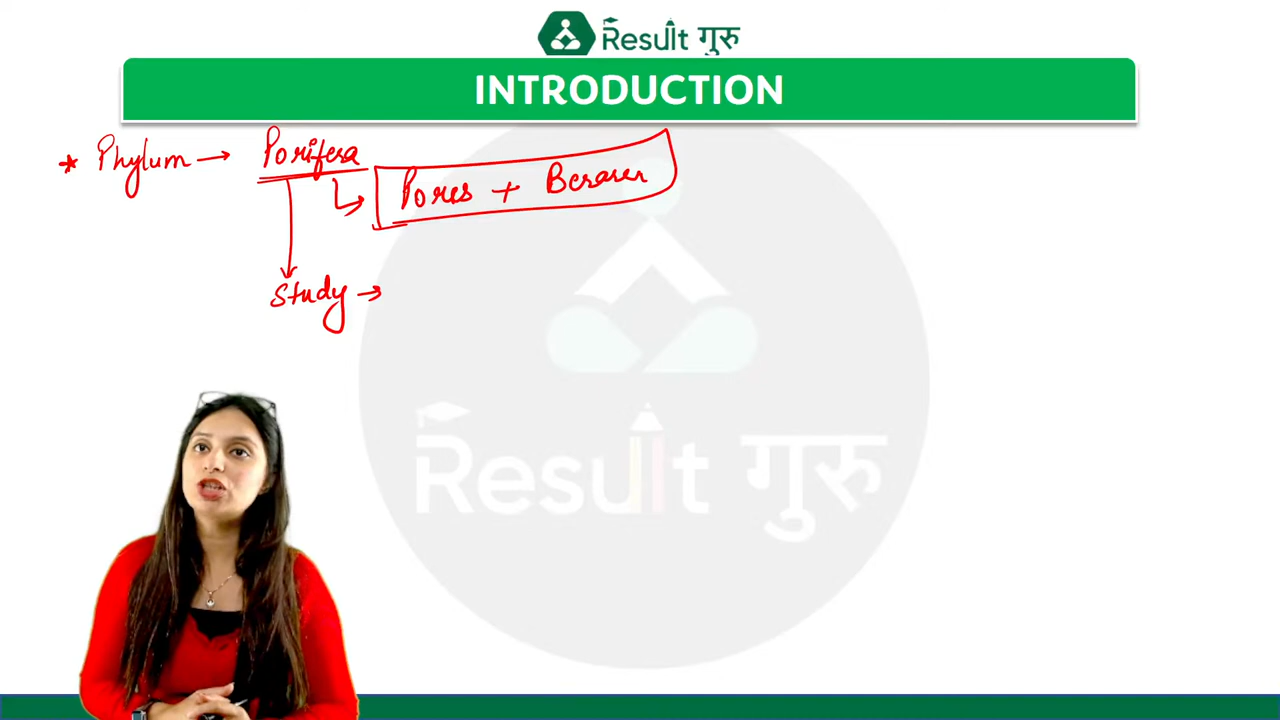 Result गुरु
INTRODUCTION
* Phylum → Porifera
Pores + Bearer
Study →
Result गुरु